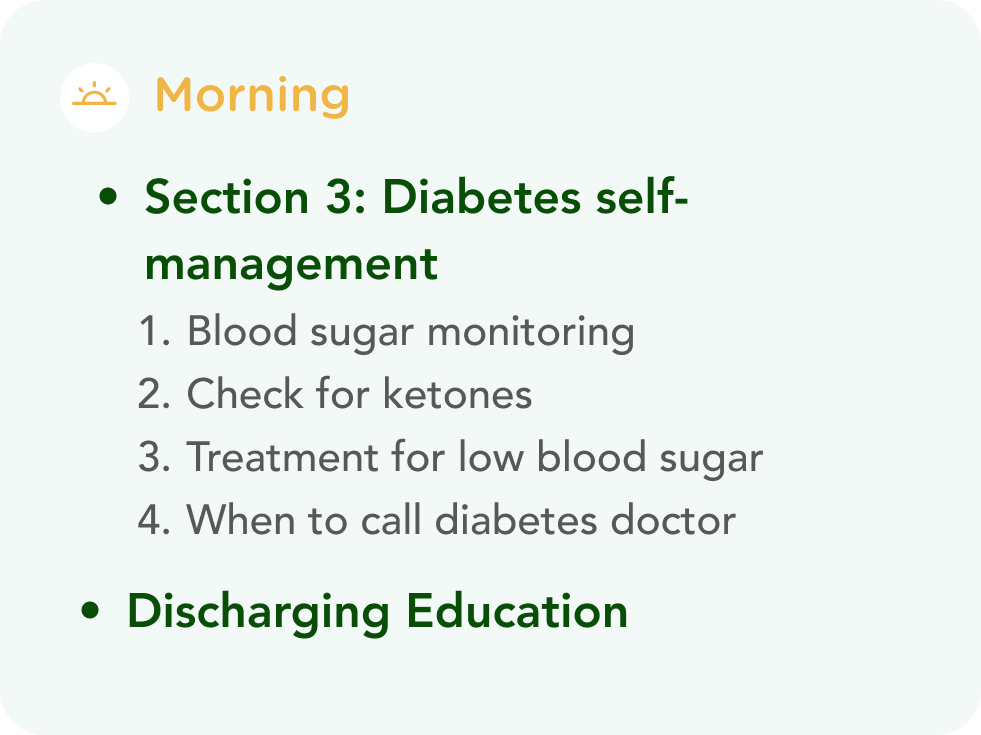 Morning
• Section 3: Diabetes self-
management
1. Blood sugar monitoring
2. Check for ketones
3. Treatment for low blood sugar
4. When to call diabetes doctor
• Discharging Education